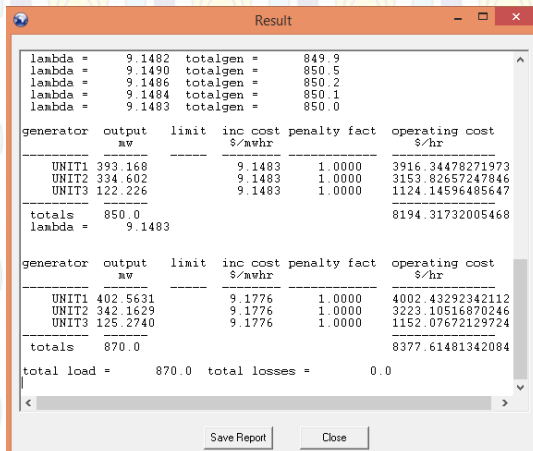 Result
lambda = 9.1482 totalgen = 849.9
lambda = 9.1490 totalgen = 850.5
lambda = 9.1486 totalgen = 850.2
lambda = 9.1484 totalgen = 850.1
lambda = 9.1483 totalgen = 850.0
generator output limit inc cost penalty fact operating cost
mw $/mwhr $/hr
UNIT1 393.168 9.1483 1.0000 3916.34478271973
UNIT2 334.602 9.1483 1.0000 3153.82657247846
UNIT3 122.226 9.1483 1.0000 1124.14596485647
totals 850.0 8194.31732005468
lambda = 9.1483
generator output limit inc cost penalty fact operating cost
mw $/mwhr $/hr
UNIT1 402.5631 9.1776 1.0000 4002.43292342112
UNIT2 342.1629 9.1776 1.0000 3223.10516870246
UNIT3 125.2740 9.1776 1.0000 1152.07672129724
totals 870.0 8377.61481342084
total load = 870.0 total losses = 0.0
Save Report Close